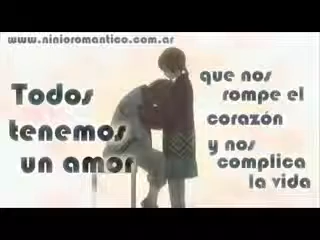 www.ninioromantico.com.ar
Todos
tenemos
un amor
que nos
rompe el
corazón
y nos
complica
la vida